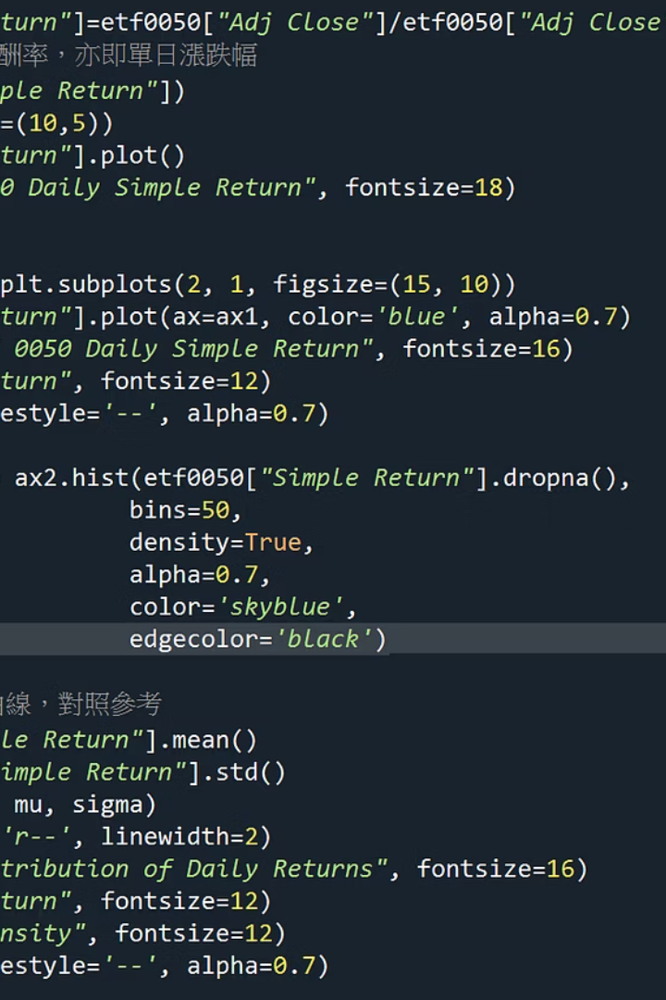 turn"]=etf0050["Adj Close"]/etf0050["Adj Close
酬率，亦即單日漲跌幅
ple Return"])
=(10,5))
turn"].plot()
0 Daily Simple Return", fontsize=18)
plt.subplots(2, 1, figsize=(15, 10))
turn"].plot(ax=ax1, color='blue', alpha=0.7)
0050 Daily Simple Return", fontsize=16)
turn", fontsize=12)
estyle='--', alpha=0.7)
ax2.hist(etf0050["Simple Return"].dropna(),
bins=50,
density=True,
alpha=0.7,
color='skyblue',
edgecolor='black')
線，對照參考
le Return"].mean()
imple Return"].std()
mu, sigma)
'r--', linewidth=2)
tribution of Daily Returns", fontsize=16)
turn", fontsize=12)
nsity", fontsize=12)
estyle='--', alpha=0.7)